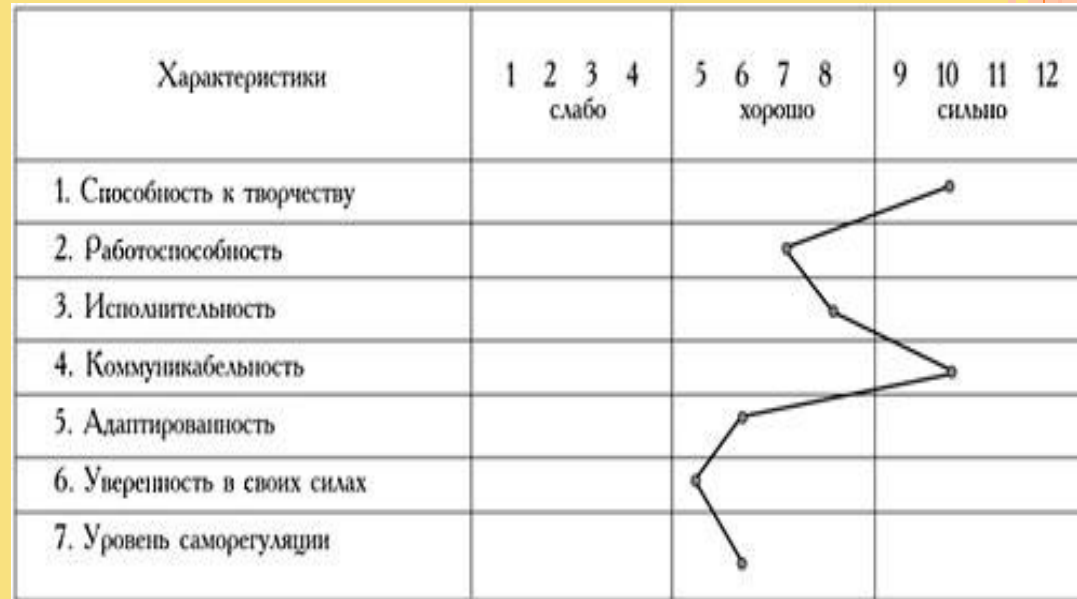 Характеристики
1 2 3 4
слабо
5 6 7 8
хорошо
9 10 11 12
сильно
1. Способность к творчеству
2. Работоспособность
3. Исполнительность
4. Коммуникабельность
5. Адаптированность
6. Уверенность в своих силах
7. Уровень саморегуляции